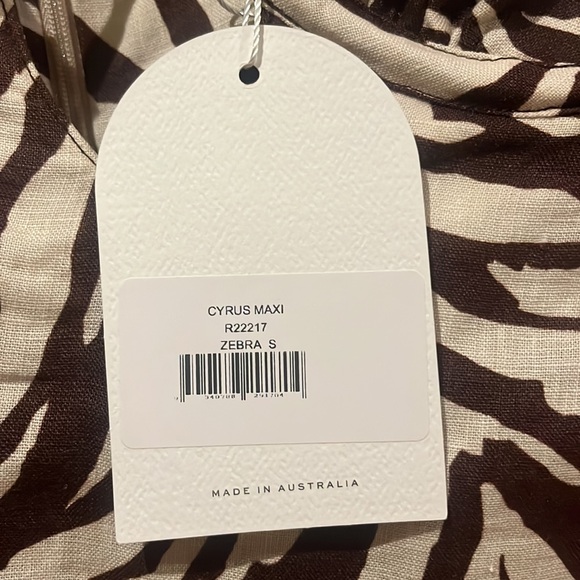 CYRUS MAXI
R22217
ZEBRA S
MADE IN AUSTRALIA